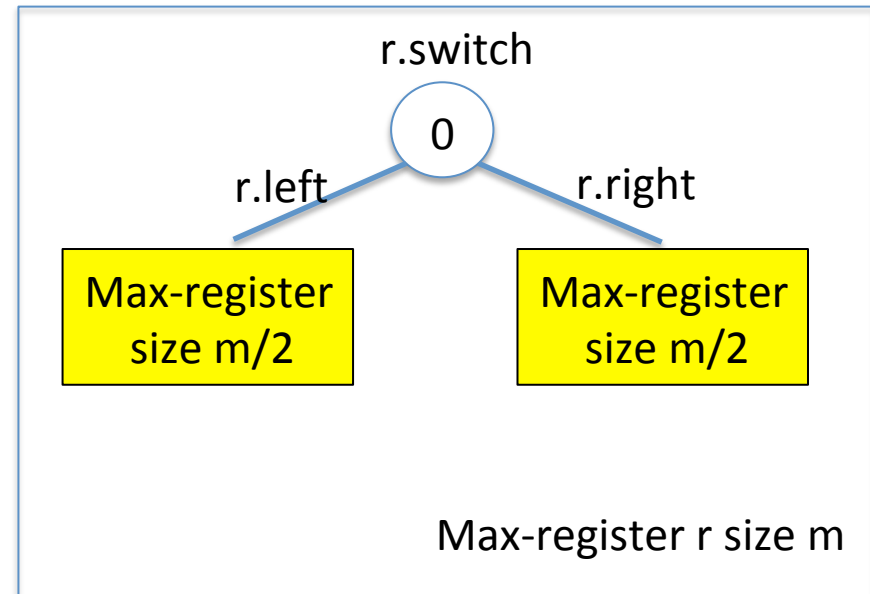 r.switch
0
r.left
r.right
Max-register
size m/2
Max-register
size m/2
Max-register r size m